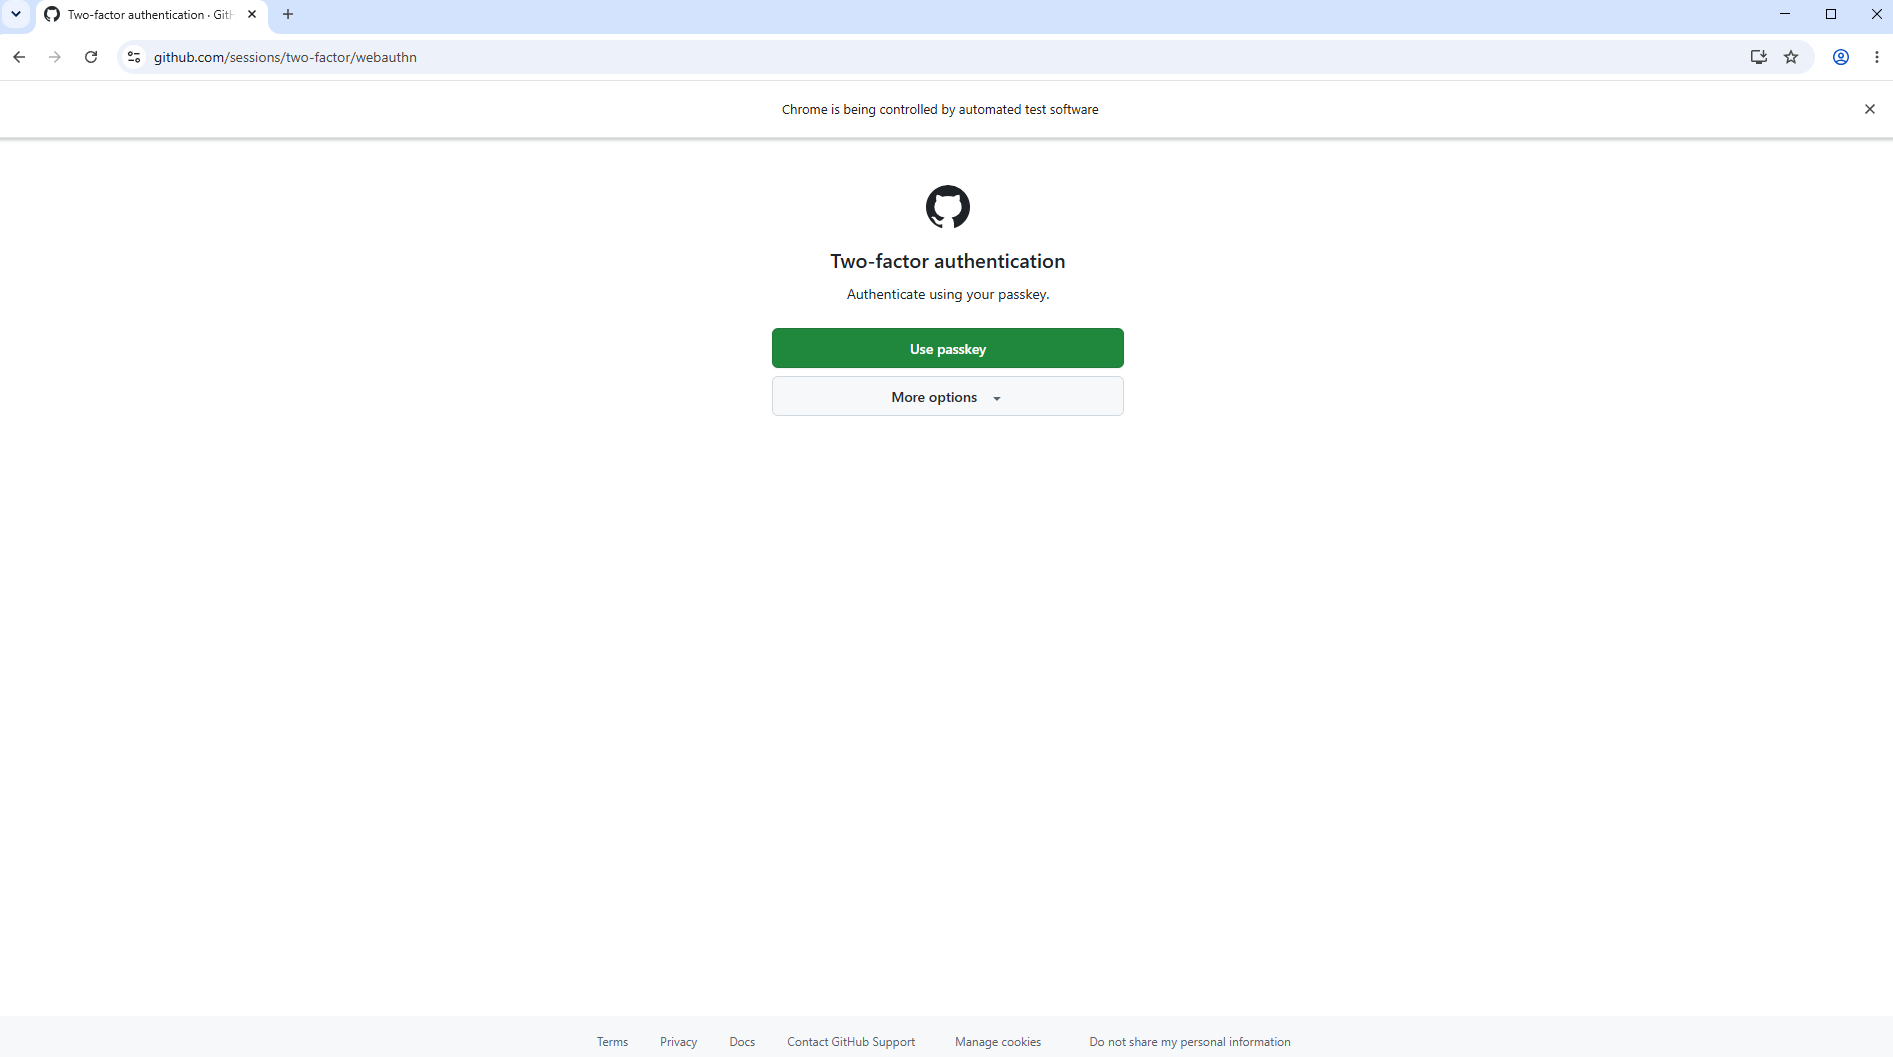 Two-factor authentication · Git
github.com/sessions/two-factor/webauthn
Chrome is being controlled by automated test software
Two-factor authentication
Authenticate using your passkey.
Use passkey
More options
Terms Privacy Docs Contact GitHub Support Manage cookies Do not share my personal information